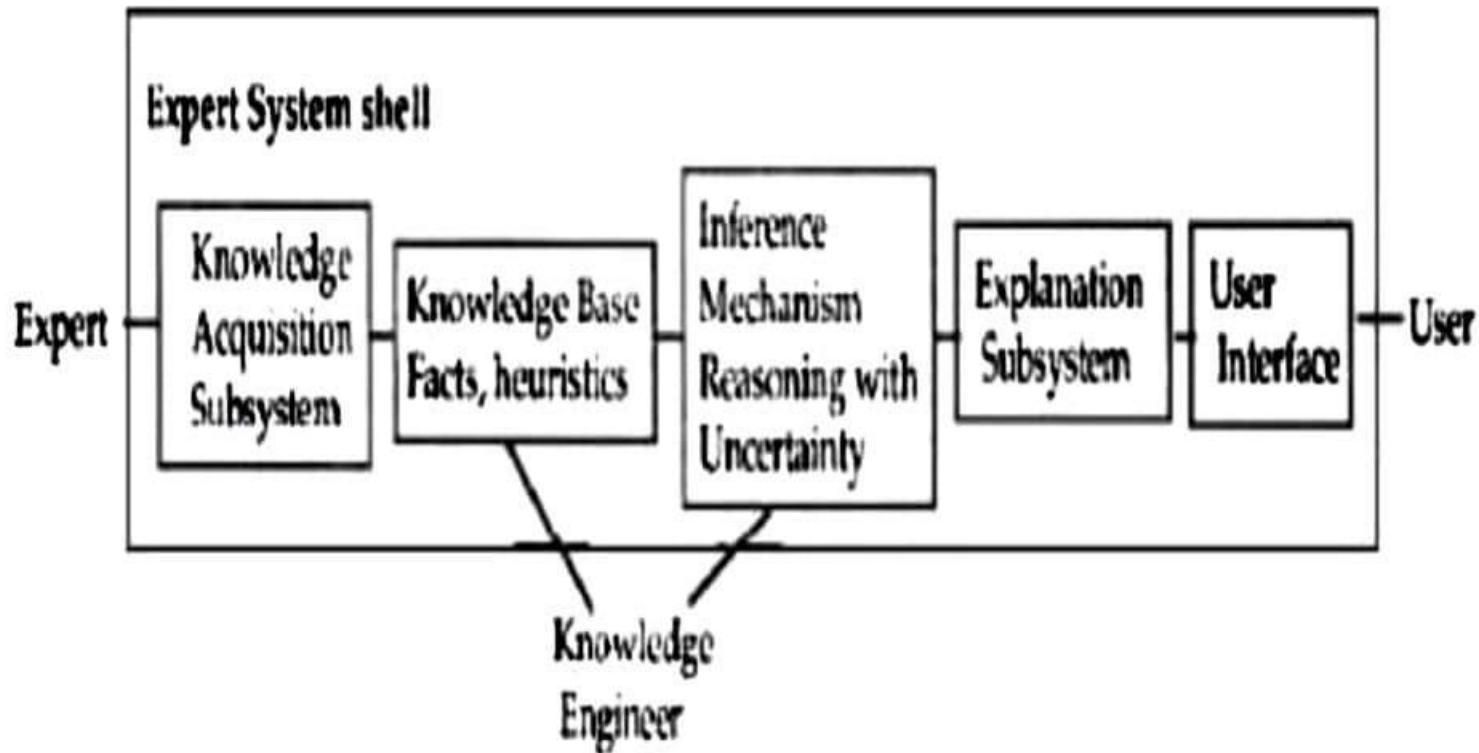 Expert System shell
Expert
Knowledge
Acquisition
Subsystem
Knowledge Base
Facts, heuristics
Inference
Mechanism
Reasoning with
Uncertainty
Explanation
Subsystem
User
Interface
User
Knowledge
Engineer